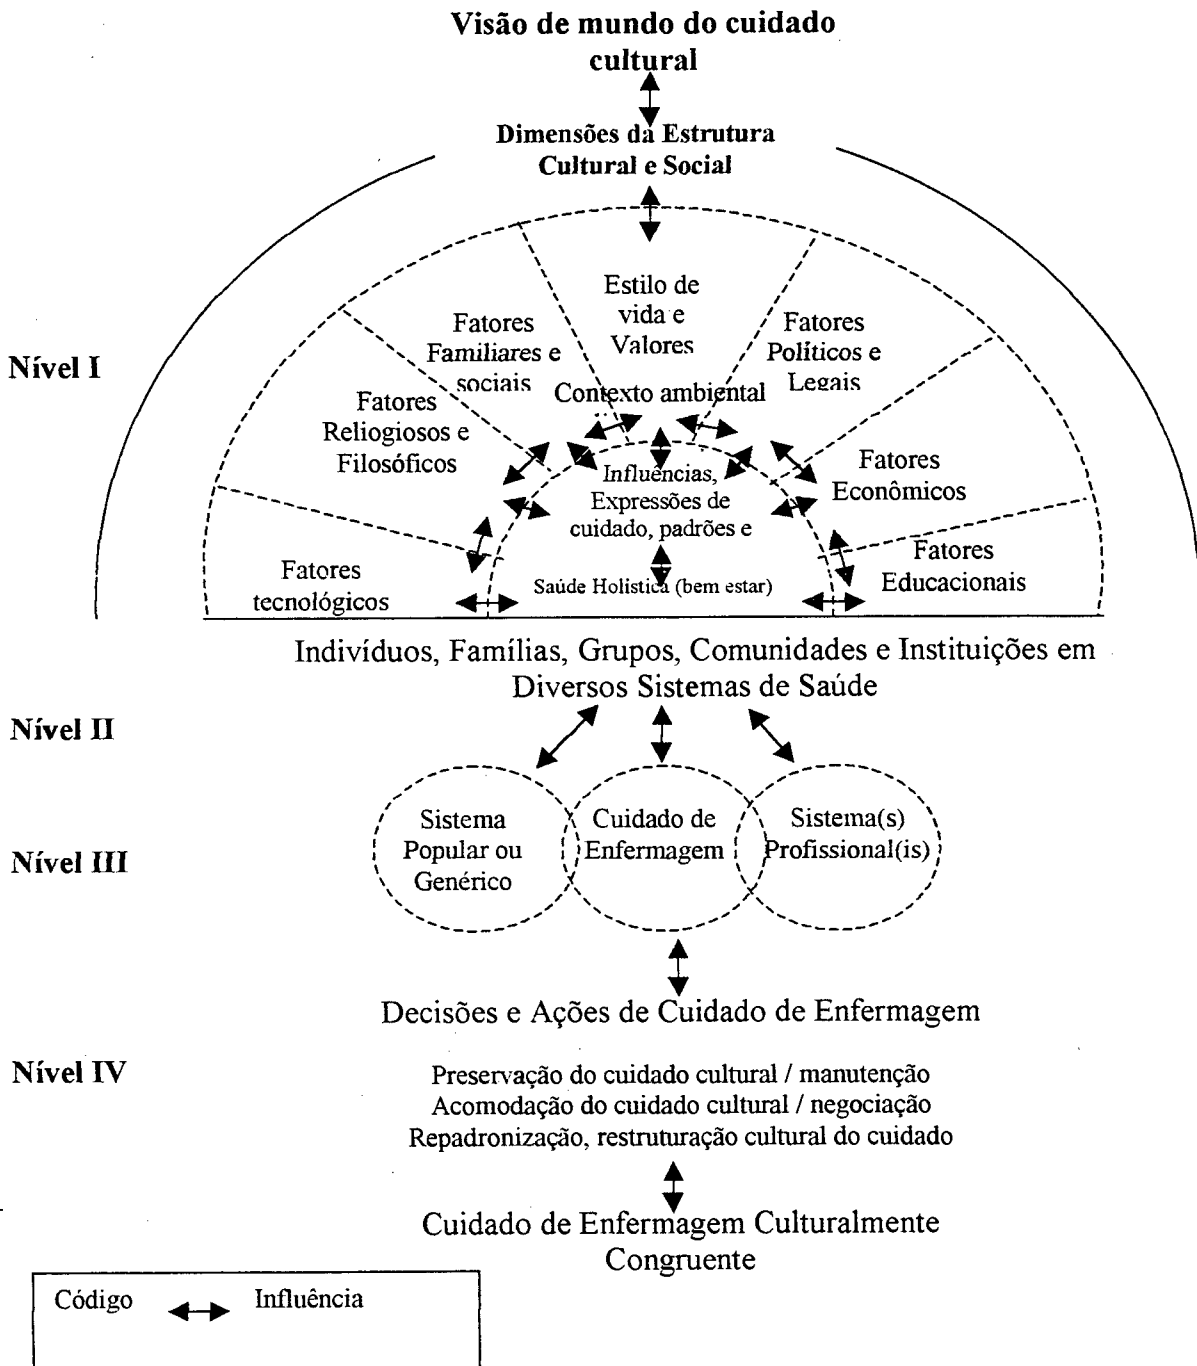 Visão de mundo do cuidado
cultural
Dimensões da Estrutura
Cultural e Social
Nível I
Estilo de
vida e
Valores
Fatores
Familiares e
sociais
Fatores
Políticos e
Legais
Contexto ambiental
Fatores
Religiosos e
Filosóficos
Fatores
Econômicos
Influências,
Expressões de
cuidado, padrões e
Fatores
tecnológicos
Saúde Holística (bem estar)
Fatores
Educacionais
Indivíduos, Famílias, Grupos, Comunidades e Instituições em
Diversos Sistemas de Saúde
Nível II
Nível III
Sistema
Popular ou
Genérico
Cuidado de
Enfermagem
Sistema(s)
Profissional(is)
Decisões e Ações de Cuidado de Enfermagem
Nível IV
Preservação do cuidado cultural / manutenção
Acomodação do cuidado cultural / negociação
Repadronização, restruturação cultural do cuidado
Cuidado de Enfermagem Culturalmente
Congruente
Código Influência